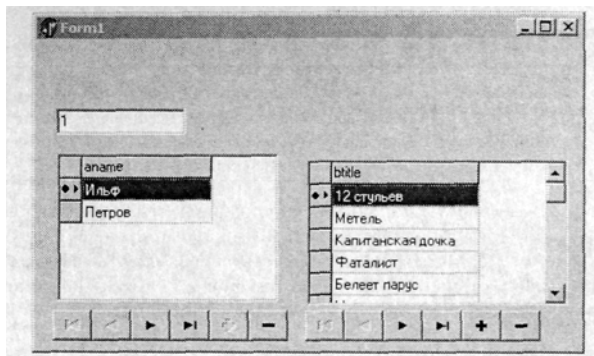 Form1
1
aname
Ильф
Петров
btitle
12 стульев
Метель
Капитанская дочка
Фаталист
Белеет парус